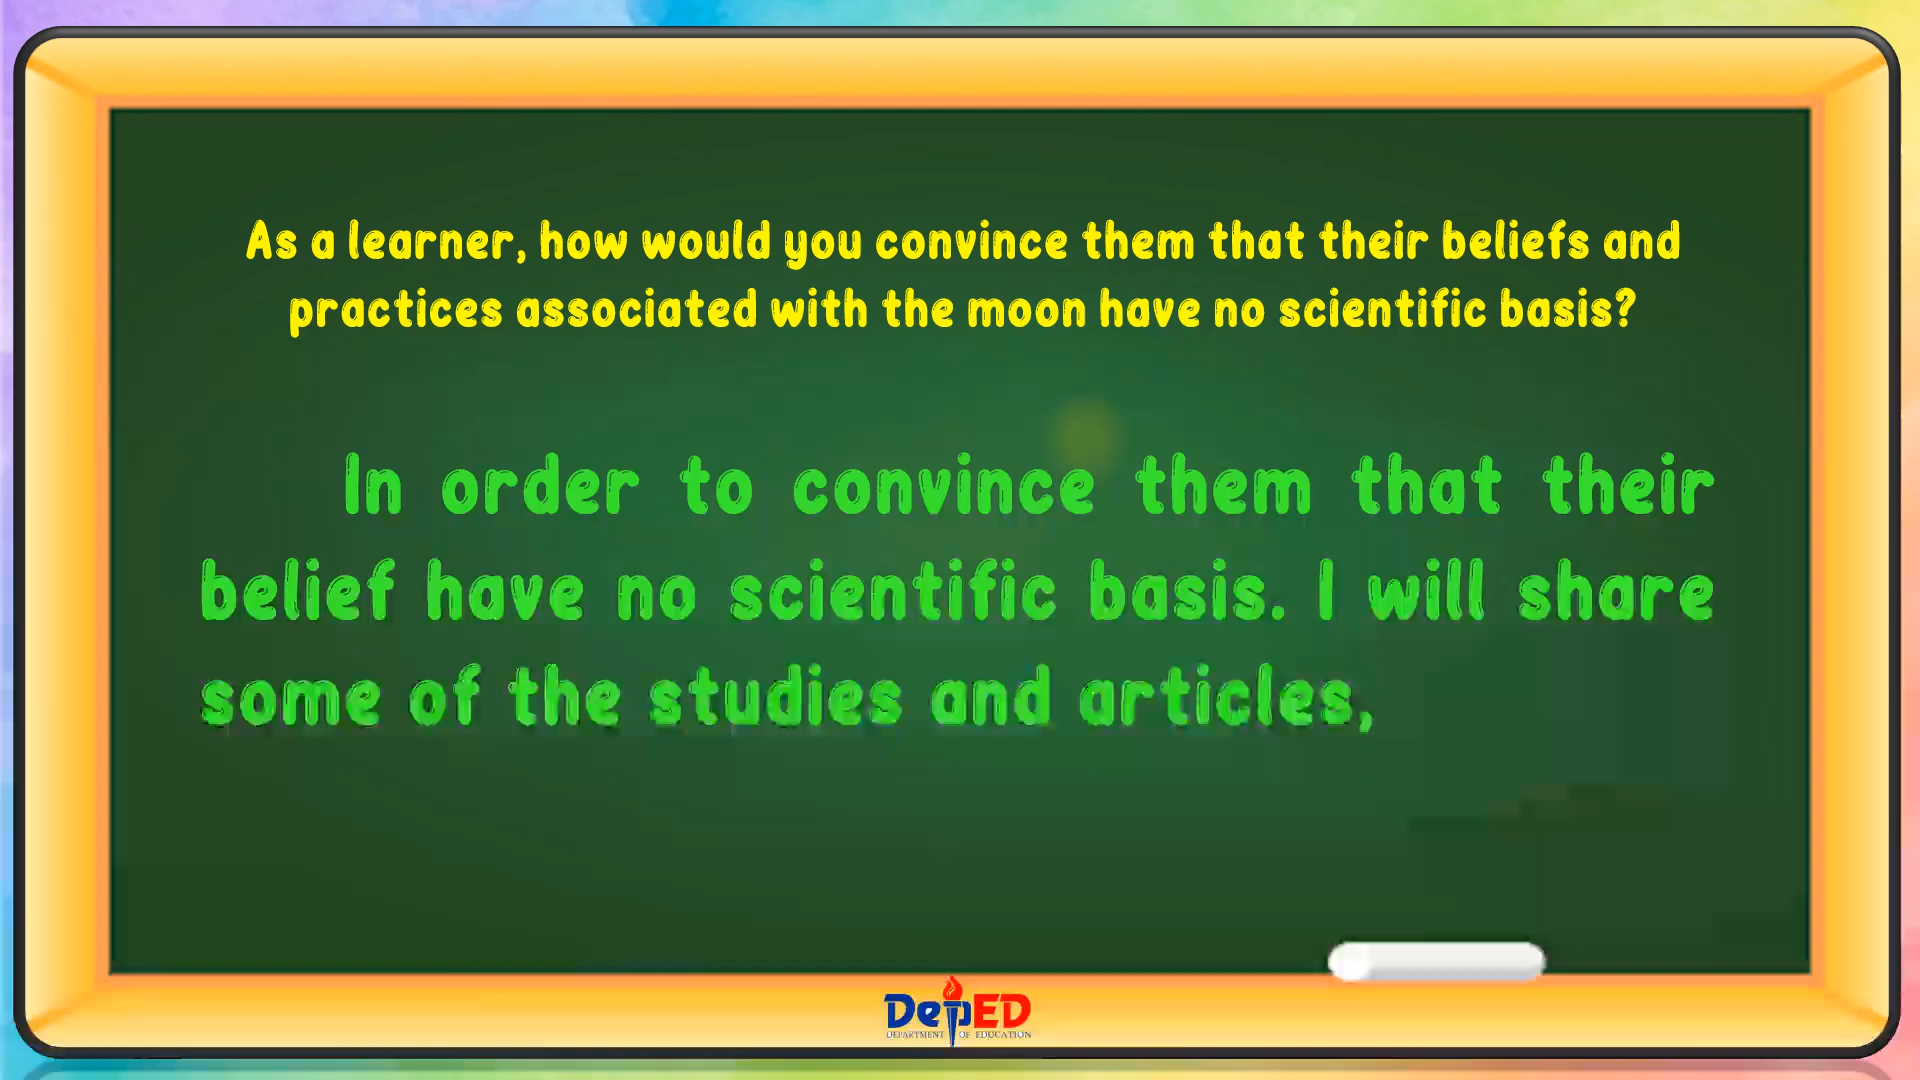 As a learner, how would you convince them that their beliefs and
practices associated with the moon have no scientific basis?
In order to convince them that their
belief have no scientific basis. I will share
some of the studies and articles,
DepED
DEPARTMENT OF EDUCATION